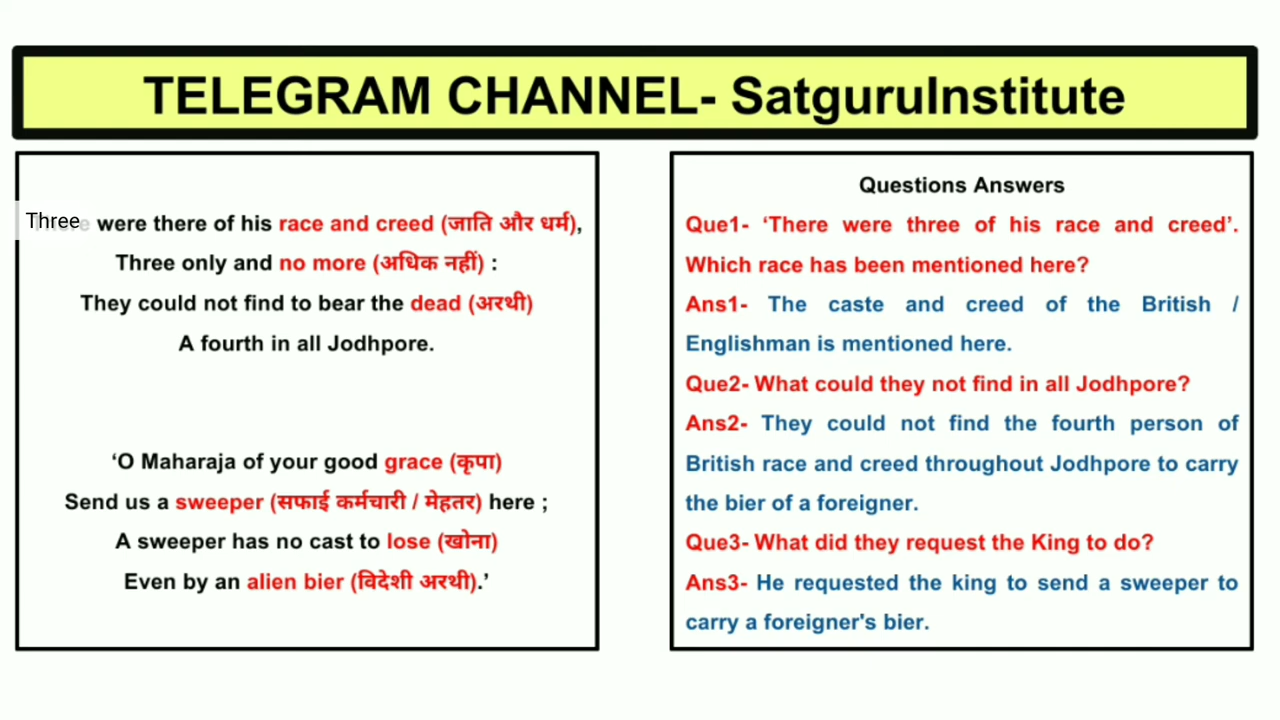 TELEGRAM CHANNEL- SatguruInstitute
Three were there of his race and creed (जाति और धर्म),
Three only and no more (अधिक नहीं) :
They could not find to bear the dead (अरथी)
A fourth in all Jodhpore.
‘O Maharaja of your good grace (कृपा)
Send us a sweeper (सफाई कर्मचारी / मेहतर) here ;
A sweeper has no cast to lose (खोना)
Even by an alien bier (विदेशी अरथी).’
Questions Answers
Que1- ‘There were three of his race and creed’.
Which race has been mentioned here?
Ans1- The caste and creed of the British /
Englishman is mentioned here.
Que2- What could they not find in all Jodhpore?
Ans2- They could not find the fourth person of
British race and creed throughout Jodhpore to carry
the bier of a foreigner.
Que3- What did they request the King to do?
Ans3- He requested the king to send a sweeper to
carry a foreigner's bier.